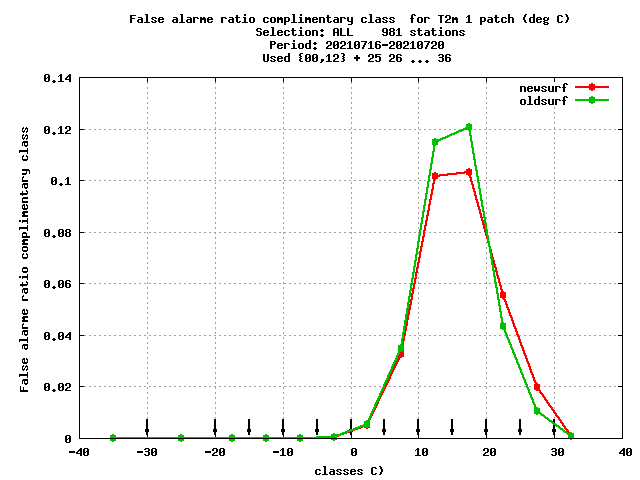 False alarme ratio complimentary class  for T2m 1 patch (deg C)
Selection: ALL    981 stations
Period: 20210716-20210720
Used {00,12} + 25 26 ... 36
newsurf
oldsurf
False alarme ratio complimentary class
0.14
0.12
0.1
0.08
0.06
0.04
0.02
0
-40 -30 -20 -10 0 10 20 30 40
classes C)